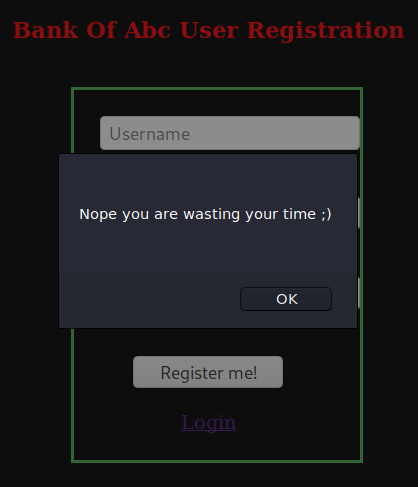 Bank Of Abc User Registration
Username
Nope you are wasting your time ;)
OK
Register me!
Login